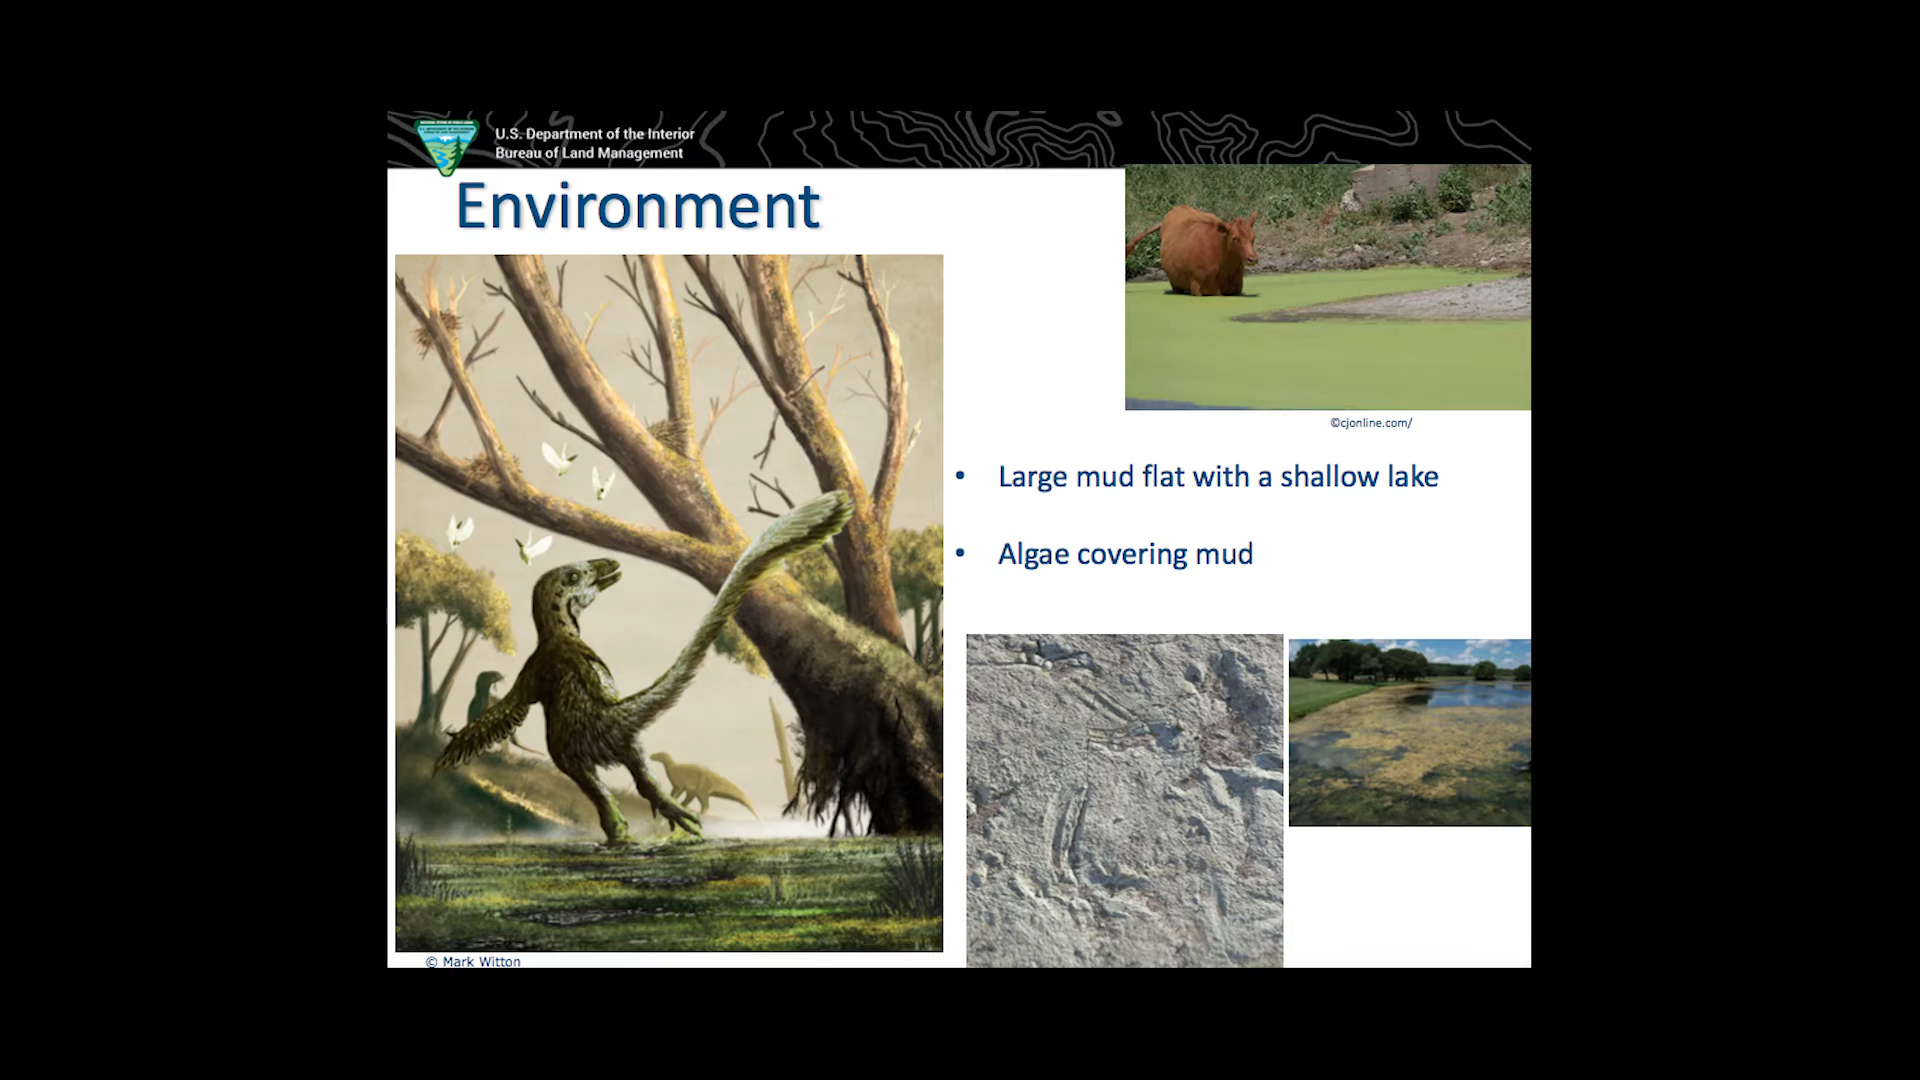 U.S. Department of the Interior
Bureau of Land Management
Environment
©cjonline.com/
• Large mud flat with a shallow lake
• Algae covering mud
© Mark Witton